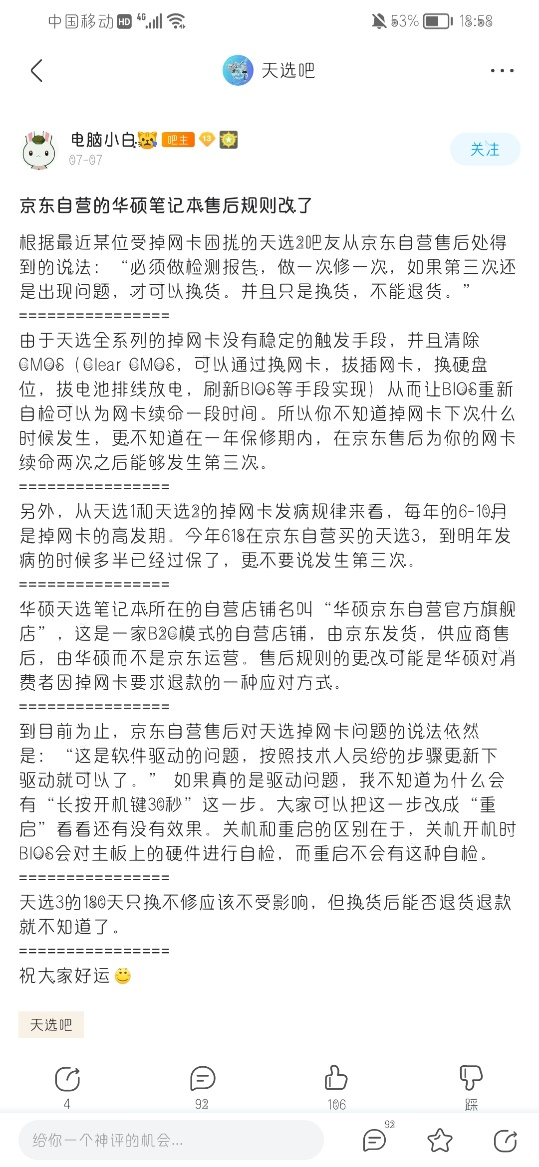 中国移动 HD 4G 53% 18:58
天选吧
电脑小白 吧主 13
07-07
关注
京东自营的华硕笔记本售后规则改了
根据最近某位受掉网卡困扰的天选2吧友从京东自营售后处得
到的说法：“必须做检测报告，做一次修一次，如果第三次还
是出现问题，才可以换货。并且只是换货，不能退货。”
================
由于天选全系列的掉网卡没有稳定的触发手段，并且清除
CMOS（Clear CMOS，可以通过换网卡，拔插网卡，换硬盘
位，拔电池排线放电，刷新BIOS等手段实现）从而让BIOS重新
自检可以为网卡续命一段时间。所以你不知道掉网卡下次什么
时候发生，更不知道在一年保修期内，在京东售后为你的网卡
续命两次之后能够发生第三次。
================
另外，从天选1和天选2的掉网卡发病规律来看，每年的6-10月
是掉网卡的高发期。今年618在京东自营买的天选3，到明年发
病的时候多半已经过保了，更不要说发生第三次。
================
华硕天选笔记本所在的自营店铺名叫“华硕京东自营官方旗舰
店”，这是一家B2C模式的自营店铺，由京东发货，供应商售
后，由华硕而不是京东运营。售后规则的更改可能是华硕对消
费者因掉网卡要求退款的一种应对方式。
================
到目前为止，京东自营售后对天选掉网卡问题的说法依然
是：“这是软件驱动的问题，按照技术人员给的步骤更新下
驱动就可以了。” 如果真的是驱动问题，我不知道为什么会
有“长按开机键30秒”这一步。大家可以把这一步改成“重
启”看看还有没有效果。关机和重启的区别在于，关机开机时
BIOS会对主板上的硬件进行自检，而重启不会有这种自检。
================
天选3的180天只换不修应该不受影响，但换货后能否退货退款
就不知道了。
================
祝大家好运
天选吧
4 92 106 踩
给你一个神评的机会... 92